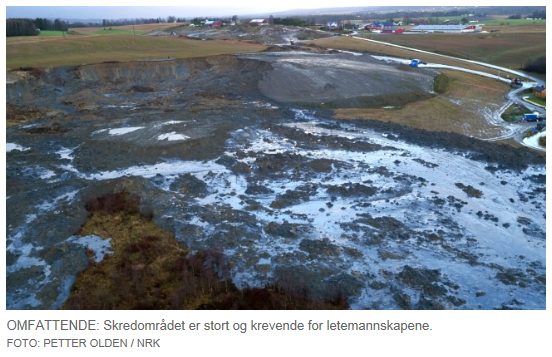 OMFATTENDE: Skredområdet er stort og krevende for letemannskapene.
FOTO: PETTER OLDEN / NRK